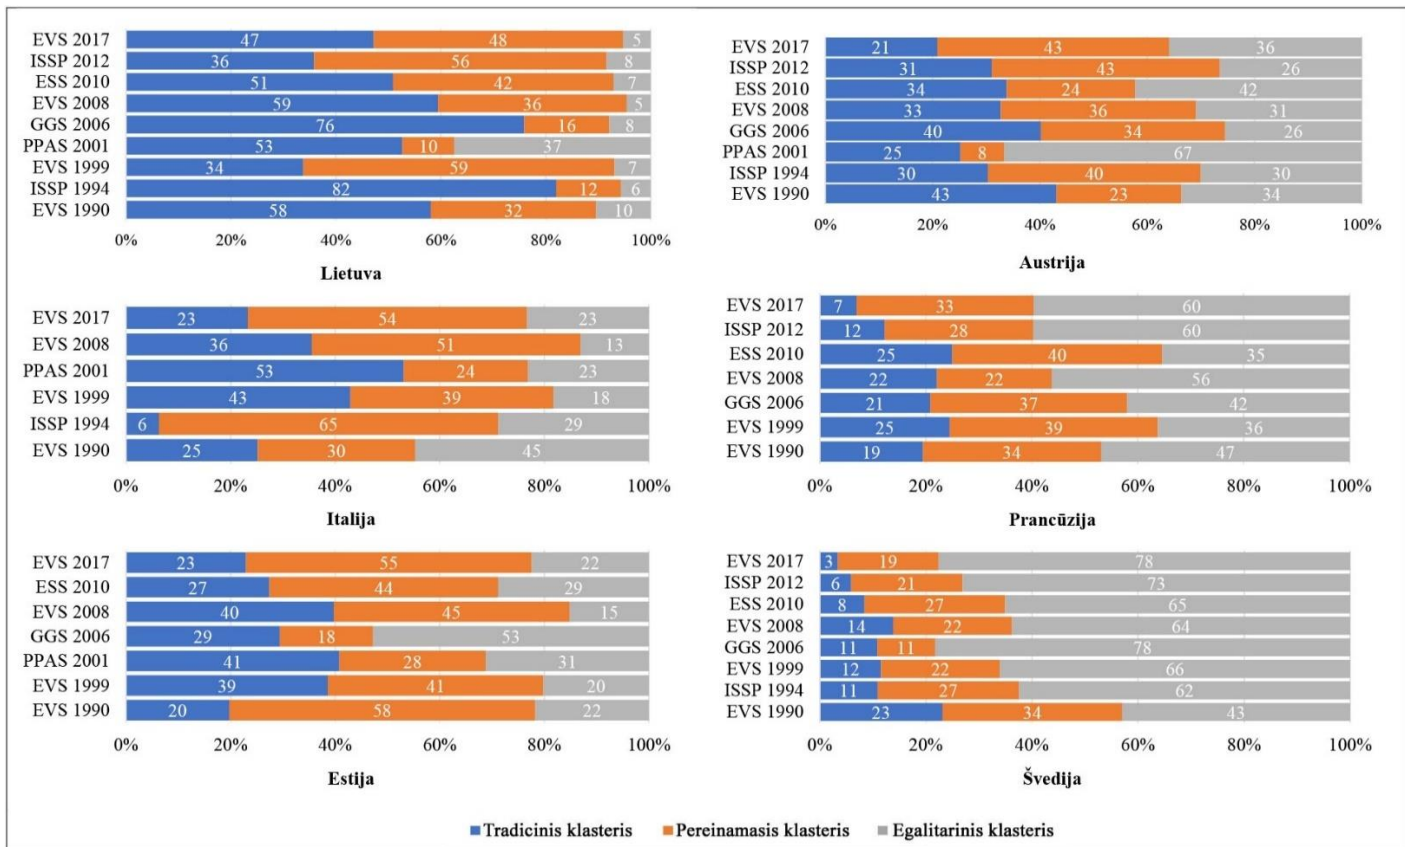 EVS 2017 47 48 5
ISSP 2012 36 56 8
ESS 2010 51 42 7
EVS 2008 59 36 5
GGS 2006 76 16 8
PPAS 2001 53 10 37
EVS 1999 34 59 7
ISSP 1994 82 12 6
EVS 1990 58 32 10
0% 20% 40% 60% 80% 100%
Lietuva
EVS 2017 21 43 36
ISSP 2012 31 43 26
ESS 2010 34 24 42
EVS 2008 33 36 31
GGS 2006 40 34 26
PPAS 2001 25 8 67
ISSP 1994 30 40 30
EVS 1990 43 23 34
0% 20% 40% 60% 80% 100%
Austrija
EVS 2017 23 54 23
EVS 2008 36 51 13
PPAS 2001 53 24 23
EVS 1999 43 39 18
ISSP 1994 6 65 29
EVS 1990 25 30 45
0% 20% 40% 60% 80% 100%
Italija
EVS 2017 7 33 60
ISSP 2012 12 28 60
ESS 2010 25 40 35
EVS 2008 22 22 56
GGS 2006 21 37 42
EVS 1999 25 39 36
EVS 1990 19 34 47
0% 20% 40% 60% 80% 100%
Prancūzija
EVS 2017 23 55 22
ESS 2010 27 44 29
EVS 2008 40 45 15
GGS 2006 29 18 53
PPAS 2001 41 28 31
EVS 1999 39 41 20
EVS 1990 20 58 22
0% 20% 40% 60% 80% 100%
Estija
EVS 2017 3 19 78
ISSP 2012 6 21 73
ESS 2010 8 27 65
EVS 2008 14 22 64
GGS 2006 11 11 78
EVS 1999 12 22 66
ISSP 1994 11 27 62
EVS 1990 23 34 43
0% 20% 40% 60% 80% 100%
Švedija
Tradicinis klasteris Pereinamasis klasteris Egalitarinis klasteris